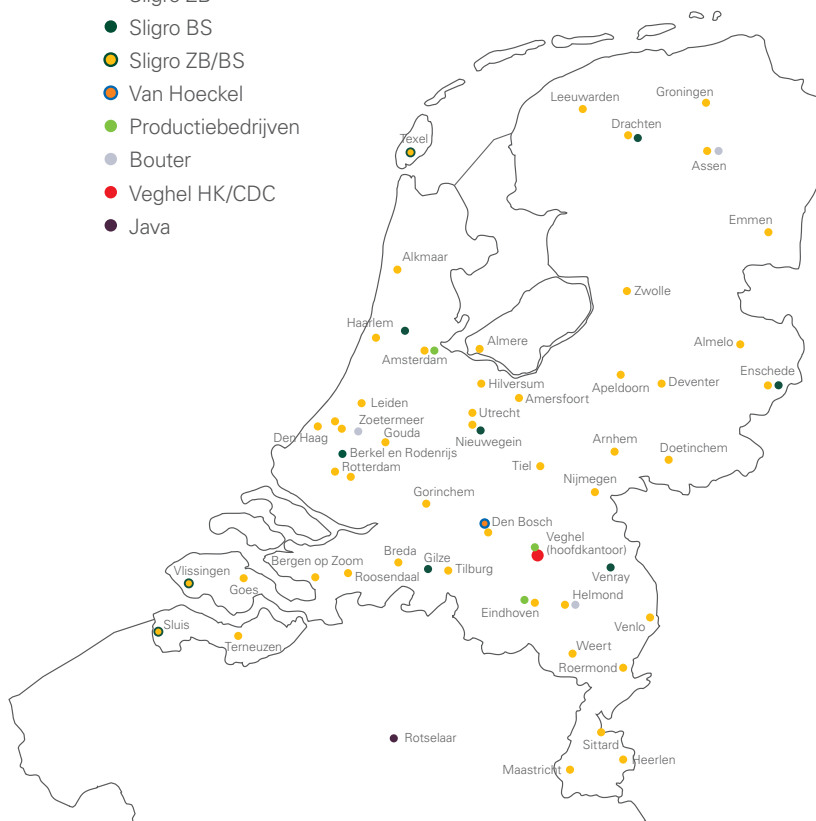 Sligro BS
Sligro ZB/BS
Van Hoeckel
Productiebedrijven
Bouter
Veghel HK/CDC
Java
Leeuwarden
Groningen
Drachten
Texel
Assen
Emmen
Alkmaar
Zwolle
Haarlem
Amsterdam
Almere
Almelo
Enschede
Hilversum
Apeldoorn
Deventer
Amersfoort
Leiden
Utrecht
Zoetermeer
Den Haag
Gouda
Nieuwegein
Berkel en Rodenrijs
Arnhem
Doetinchem
Rotterdam
Tiel
Nijmegen
Gorinchem
Den Bosch
Veghel
(hoofdkantoor)
Breda
Gilze
Bergen op Zoom
Roosendaal
Tilburg
Venray
Vlissingen
Goes
Helmond
Eindhoven
Sluis
Venlo
Terneuzen
Weert
Roermond
Rotselaar
Sittard
Heerlen
Maastricht